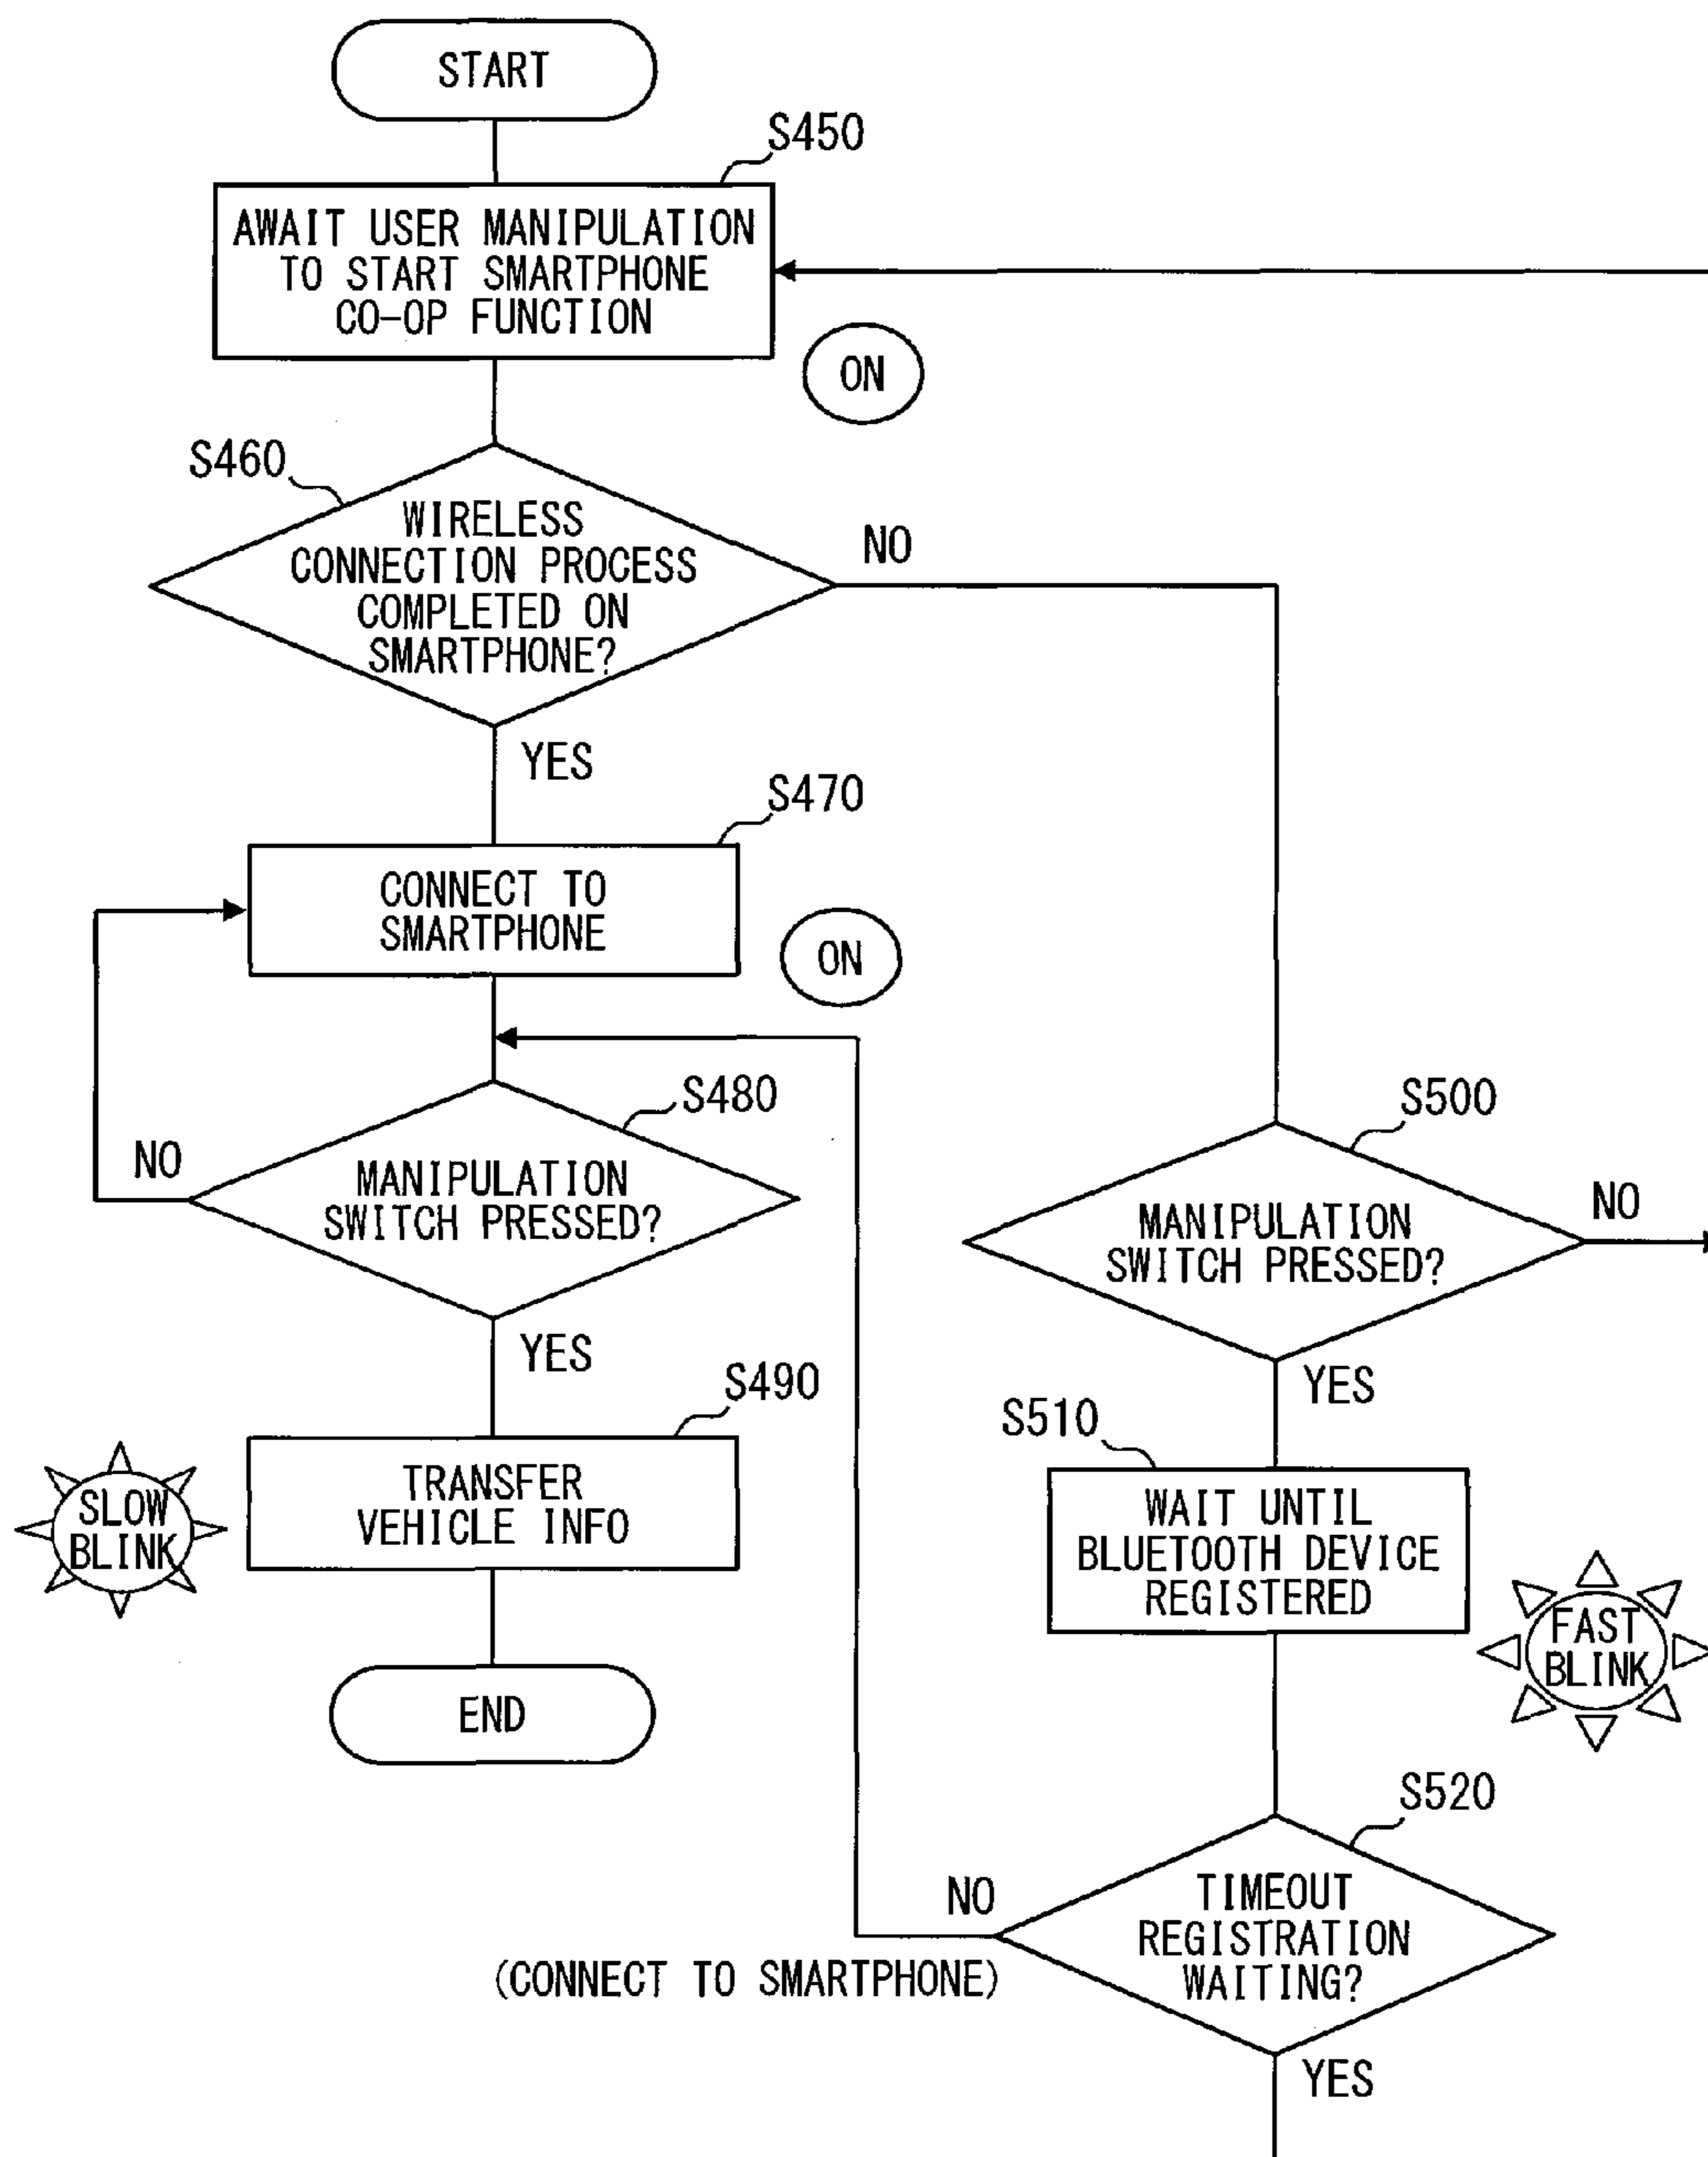 START
S450
AWAIT USER MANIPULATION
TO START SMARTPHONE
CO-OP FUNCTION
ON
S460
WIRELESS
CONNECTION PROCESS
COMPLETED ON
SMARTPHONE?
NO
YES
S470
CONNECT TO
SMARTPHONE
ON
S480
NO
MANIPULATION
SWITCH PRESSED?
YES
S490
TRANSFER
VEHICLE INFO
SLOW
BLINK
END
S500
MANIPULATION
SWITCH PRESSED?
NO
YES
S510
WAIT UNTIL
BLUETOOTH DEVICE
REGISTERED
FAST
BLINK
S520
TIMEOUT
REGISTRATION
WAITING?
NO
(CONNECT TO SMARTPHONE)
YES